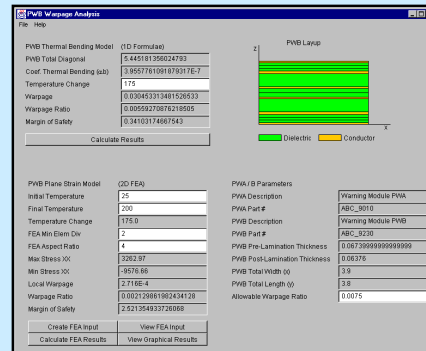 PWB Warpage Analysis
File Help
PWB Thermal Bending Model (1D Formulae)
PWB Total Diagonal 5.445181356024793
Coef. Thermal Bending (αb) 3.9557761091879317E-7
Temperature Change 175
Warpage 0.030453313481526533
Warpage Ratio 0.00559270876218505
Margin of Safety 0.34103174667543
Calculate Results
PWB Layup
z
x
Dielectric Conductor
PWB Plane Strain Model (2D FEA)
Initial Temperature 25
Final Temperature 200
Temperature Change 175.0
FEA Min Elem Div 2
FEA Aspect Ratio 4
Max Stress XX 3262.97
Min Stress XX -9576.66
Local Warpage 2.716E-4
Warpage Ratio 0.002129861982434128
Margin of Safety 2.521354933726068
Create FEA Input View FEA Input
Calculate FEA Results View Graphical Results
PWA / B Parameters
PWA Description Warning Module PWA
PWA Part# ABC_9010
PWB Description Warning Module PWB
PWB Part# ABC_9230
PWB Pre-Lamination Thickness 0.06739999999999999
PWB Post-Lamination Thickness 0.06376
PWB Total Width (x) 3.9
PWB Total Length (y) 3.8
Allowable Warpage Ratio 0.0075